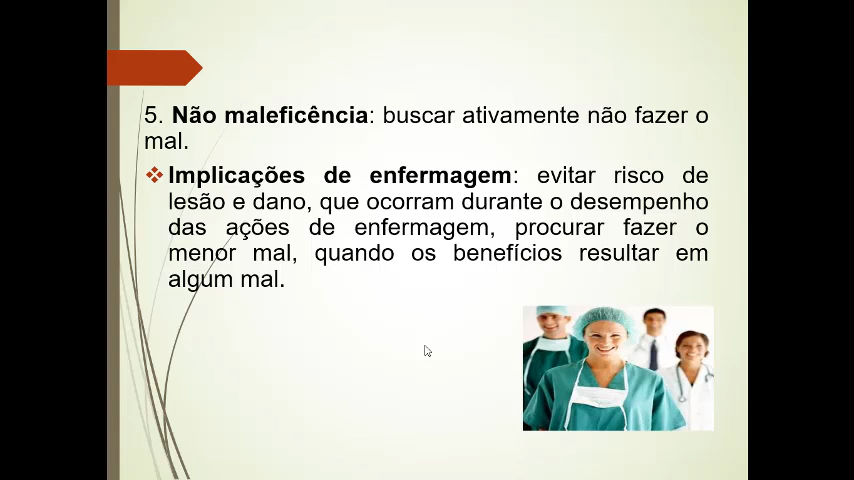 5. Não maleficência: buscar ativamente não fazer o
mal.
Implicações de enfermagem: evitar risco de
lesão e dano, que ocorram durante o desempenho
das ações de enfermagem, procurar fazer o
menor mal, quando os benefícios resultar em
algum mal.